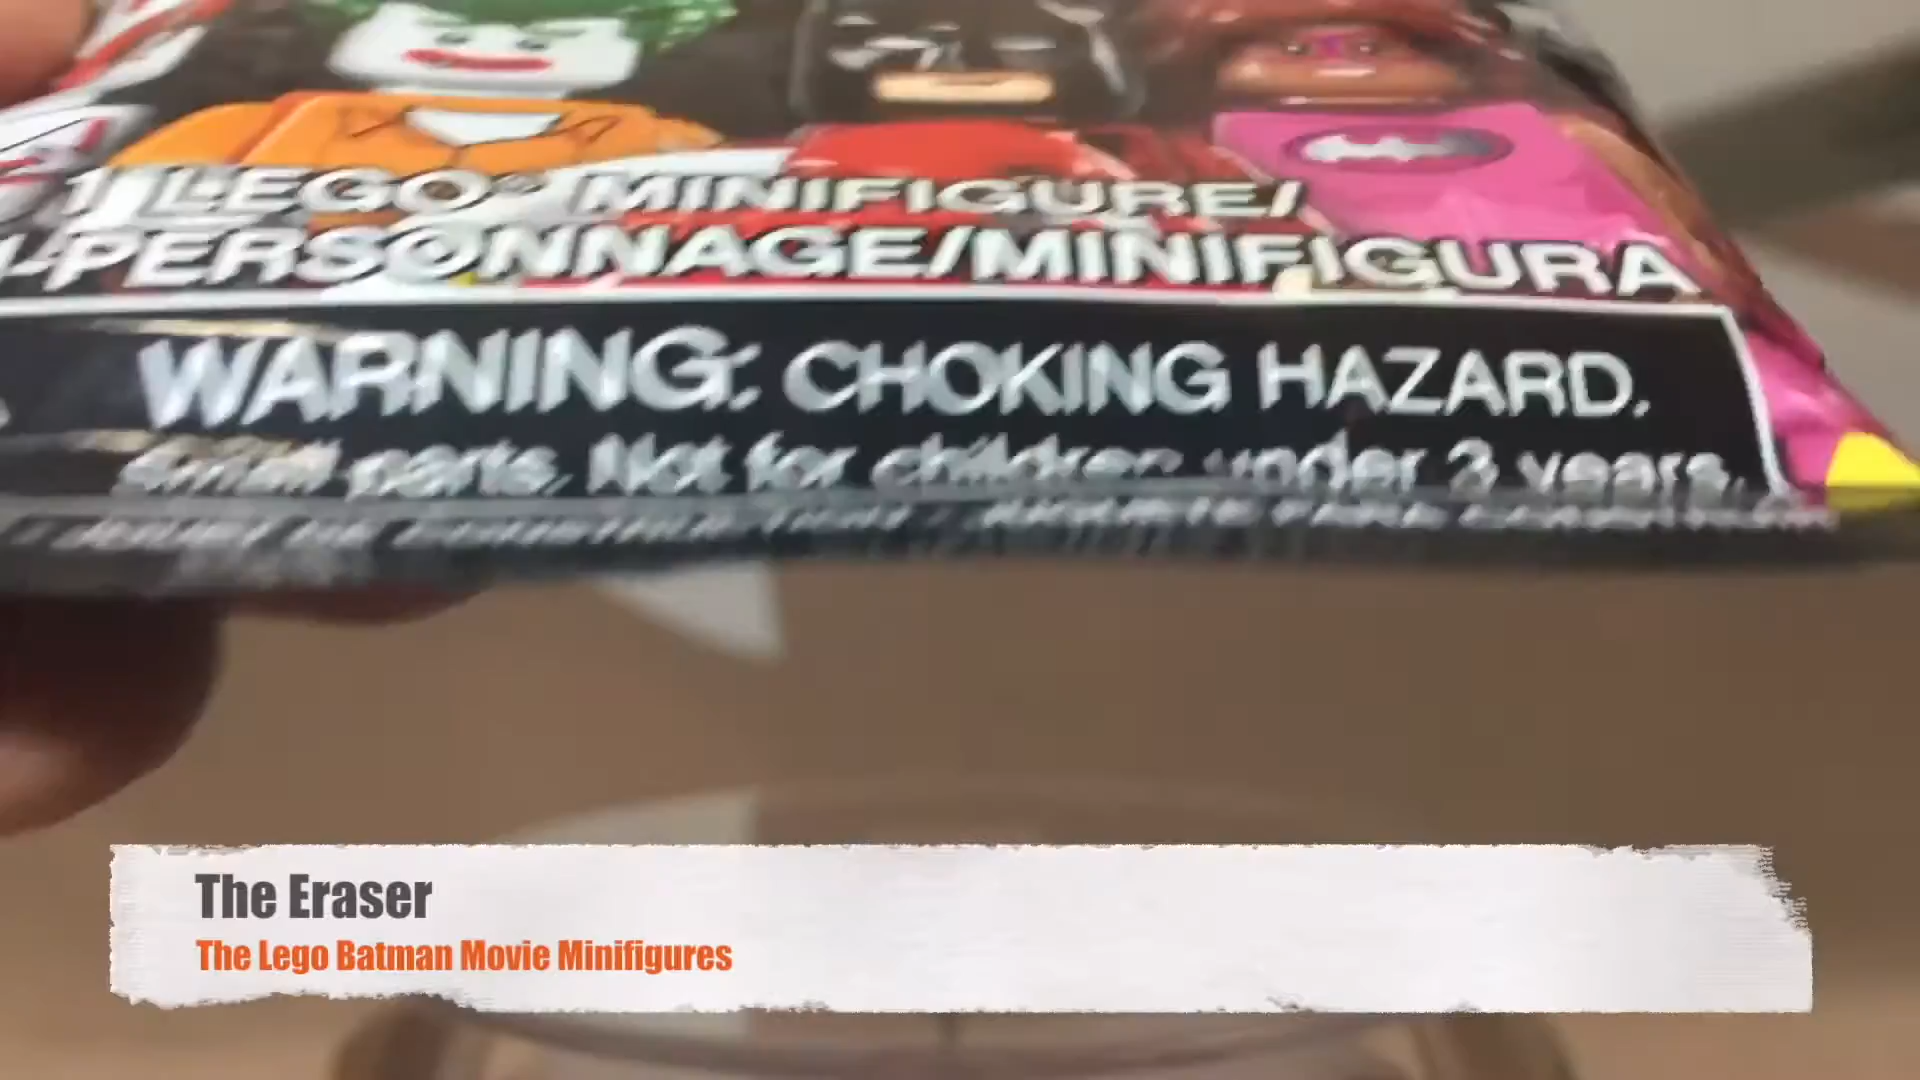 1 LEGO® MINIFIGURE/
PERSONNAGE/MINIFIGURA
WARNING: CHOKING HAZARD.
Small parts. Not for children under 3 years.
The Eraser
The Lego Batman Movie Minifigures